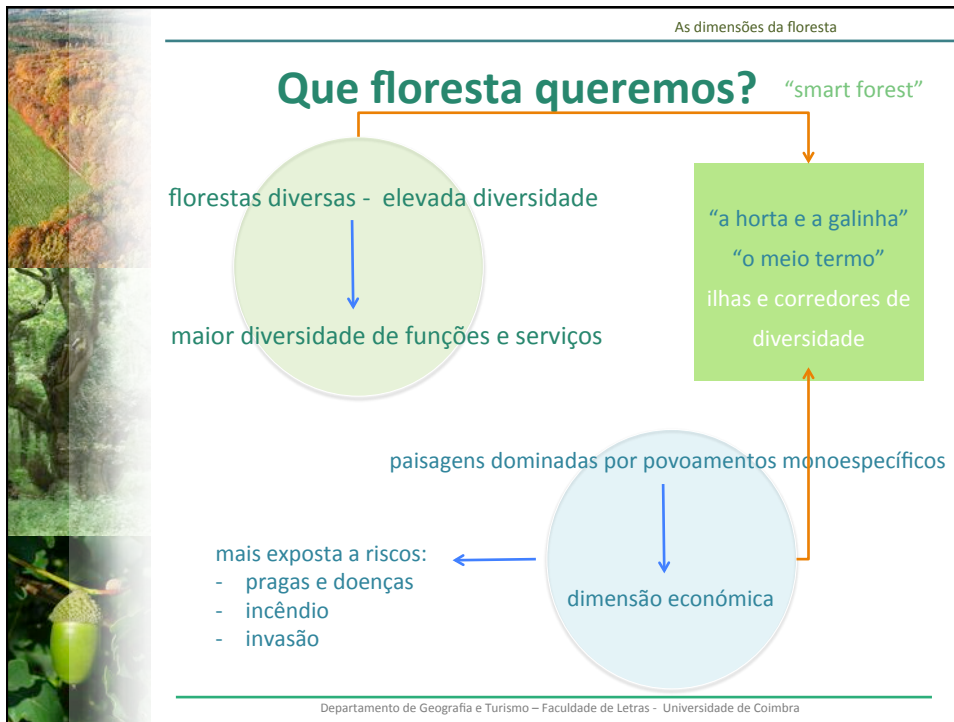 As dimensões da floresta
Que floresta queremos?
“smart forest”
florestas diversas - elevada diversidade
maior diversidade de funções e serviços
“a horta e a galinha”
“o meio termo”
ilhas e corredores de
diversidade
paisagens dominadas por povoamentos monoespecíficos
dimensão económica
mais exposta a riscos:
- pragas e doenças
- incêndio
- invasão
Departamento de Geografia e Turismo – Faculdade de Letras - Universidade de Coimbra